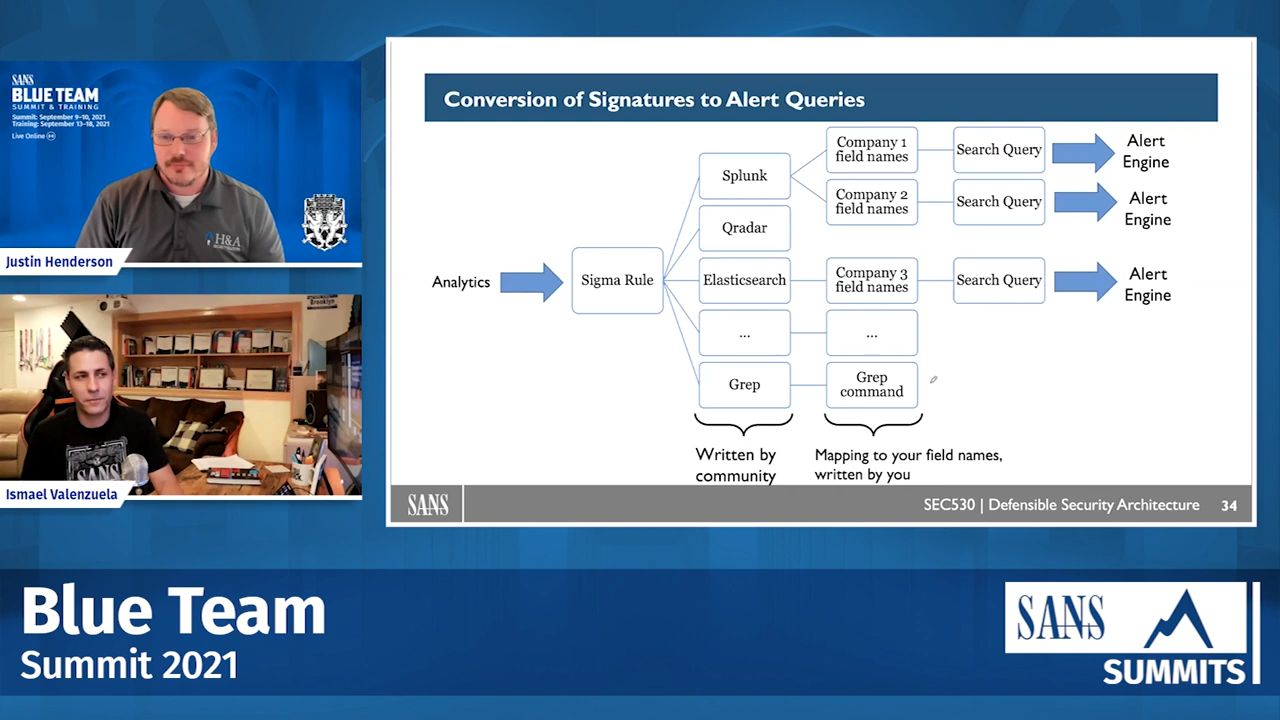 SANS
BLUE TEAM
SUMMIT & TRAINING
Summit: September 9-10, 2021
Training: September 13-18, 2021
Live Online
H&A
Justin Henderson
Brooklyn
SANS
Ismael Valenzuela
Conversion of Signatures to Alert Queries
Analytics
Sigma Rule
Splunk
Qradar
Elasticsearch
...
Grep
Company 1
field names
Company 2
field names
Company 3
field names
...
Grep
command
Search Query
Search Query
Search Query
Alert
Engine
Alert
Engine
Alert
Engine
Written by
community
Mapping to your field names,
written by you
SANS
SEC530 | Defensible Security Architecture 34
Blue Team
Summit 2021
SANS
SUMMITS